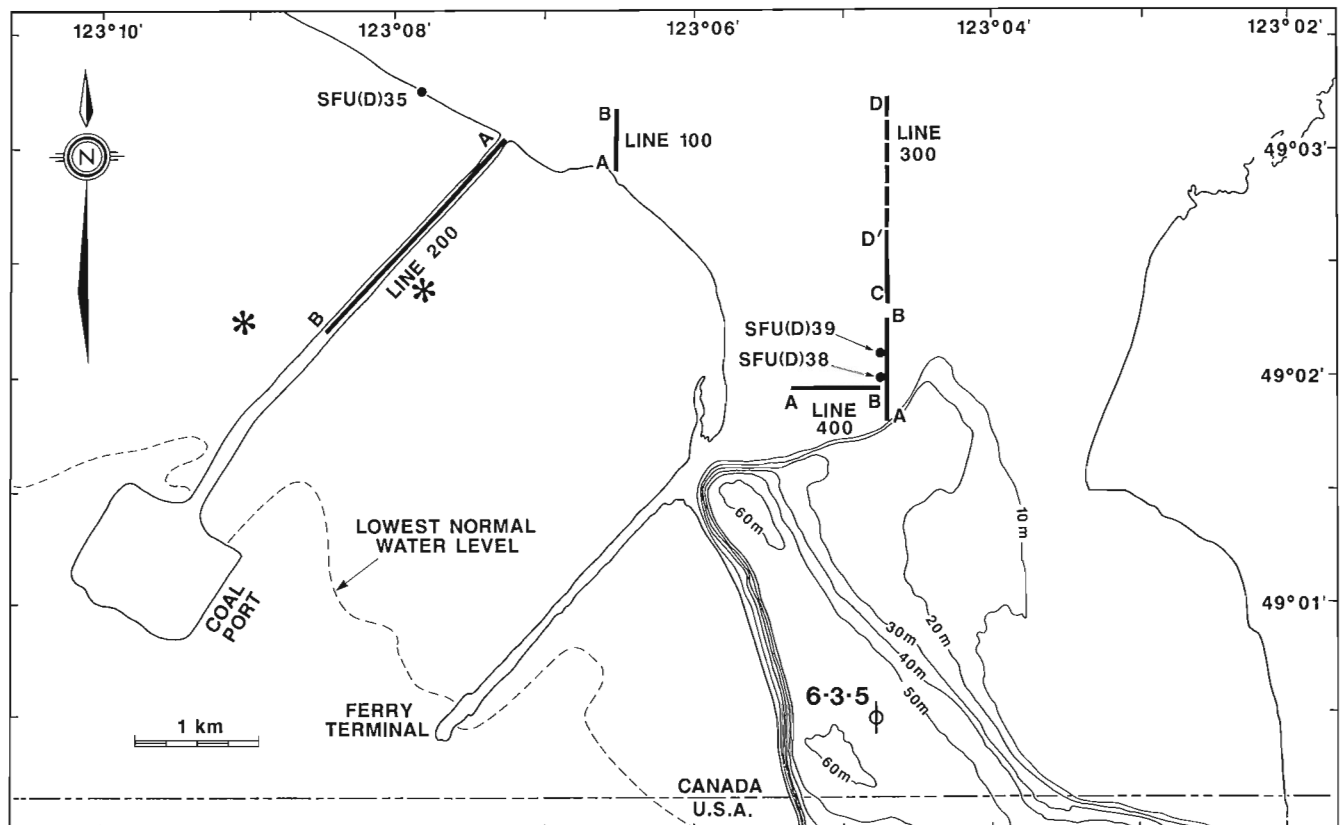 123°10'
123°08'
123°06'
123°04'
123°02'
SFU(D)35
A
B
LINE 100
A
D
LINE
300
49°03'
N
D'
LINE 200
C
B
B
SFU(D)39
SFU(D)38
49°02'
A
B
LINE
400
A
60m
10m
LOWEST NORMAL
WATER LEVEL
49°01'
COAL
PORT
30m
20m
40m
50m
6·3·5
FERRY
TERMINAL
1 km
60m
CANADA
U.S.A.